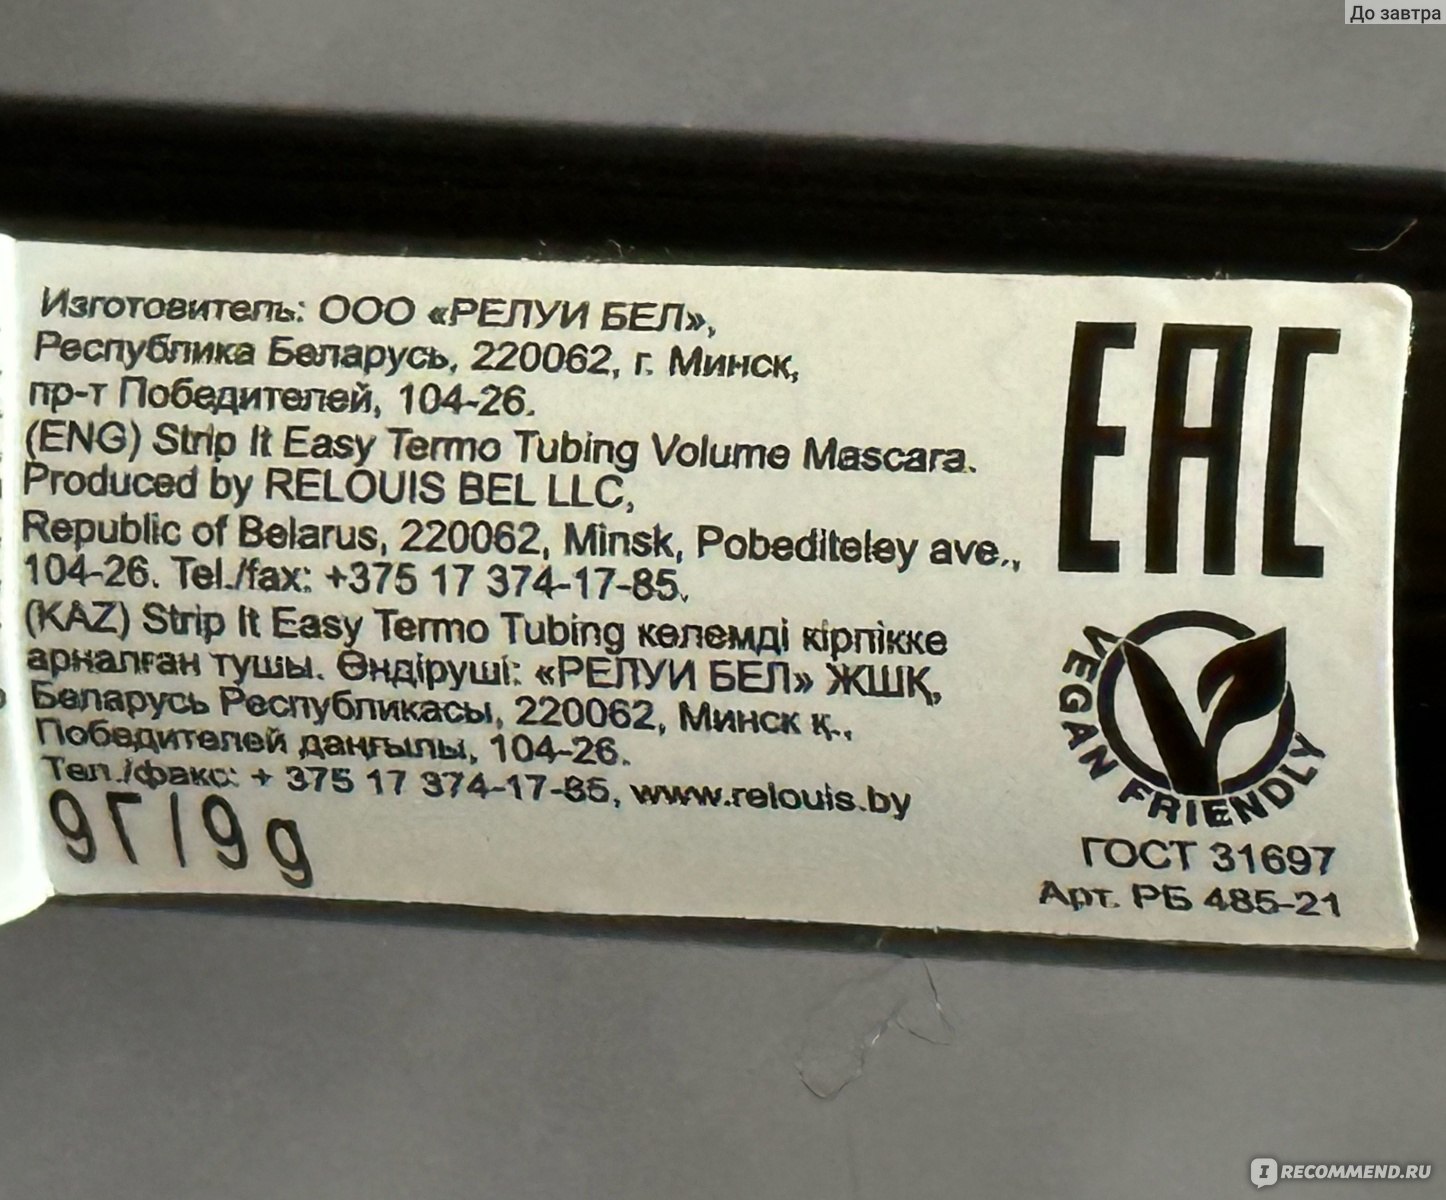 До завтра
Изготовитель: ООО «РЕЛУИ БЕЛ»,
Республика Беларусь, 220062, г. Минск,
пр-т Победителей, 104-26.
(ENG) Strip It Easy Termo Tubing Volume Mascara.
Produced by RELOUIS BEL LLC,
Republic of Belarus, 220062, Minsk, Pobediteley ave.,
104-26. Tel./fax: +375 17 374-17-85.
(KAZ) Strip It Easy Termo Tubing көлемді кірпікке
арналған тушы. Өндіруші: «РЕЛУИ БЕЛ» ЖШҚ,
Беларусь Республикасы, 220062, Минск қ.,
Победителей даңғылы, 104-26.
Тел./факс: + 375 17 374-17-85, www.relouis.by
9Г/9g
EAC
VEGAN FRIENDLY
ГОСТ 31697
Арт. РБ 485-21
IRECOMMEND.RU